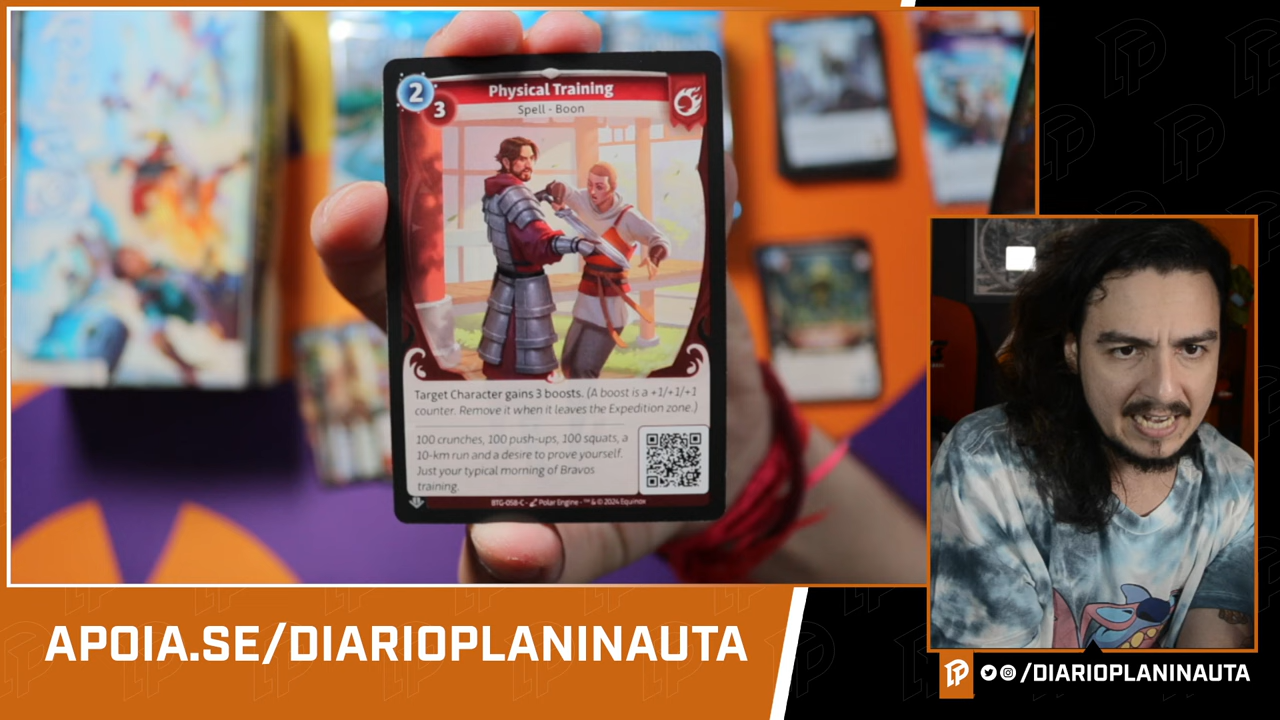 2
3
Physical Training
Spell - Boon
Target Character gains 3 boosts. (A boost is a +1/+1/+1
counter. Remove it when it leaves the Expedition zone.)
100 crunches, 100 push-ups, 100 squats, a
10-km run and a desire to prove yourself.
Just your typical morning of Bravos
training.
BTG-058-C - Polar Engine - ™ & © 2024 Equinox
APOIA.SE/DIARIOPLANINAUTA
/DIARIOPLANINAUTA